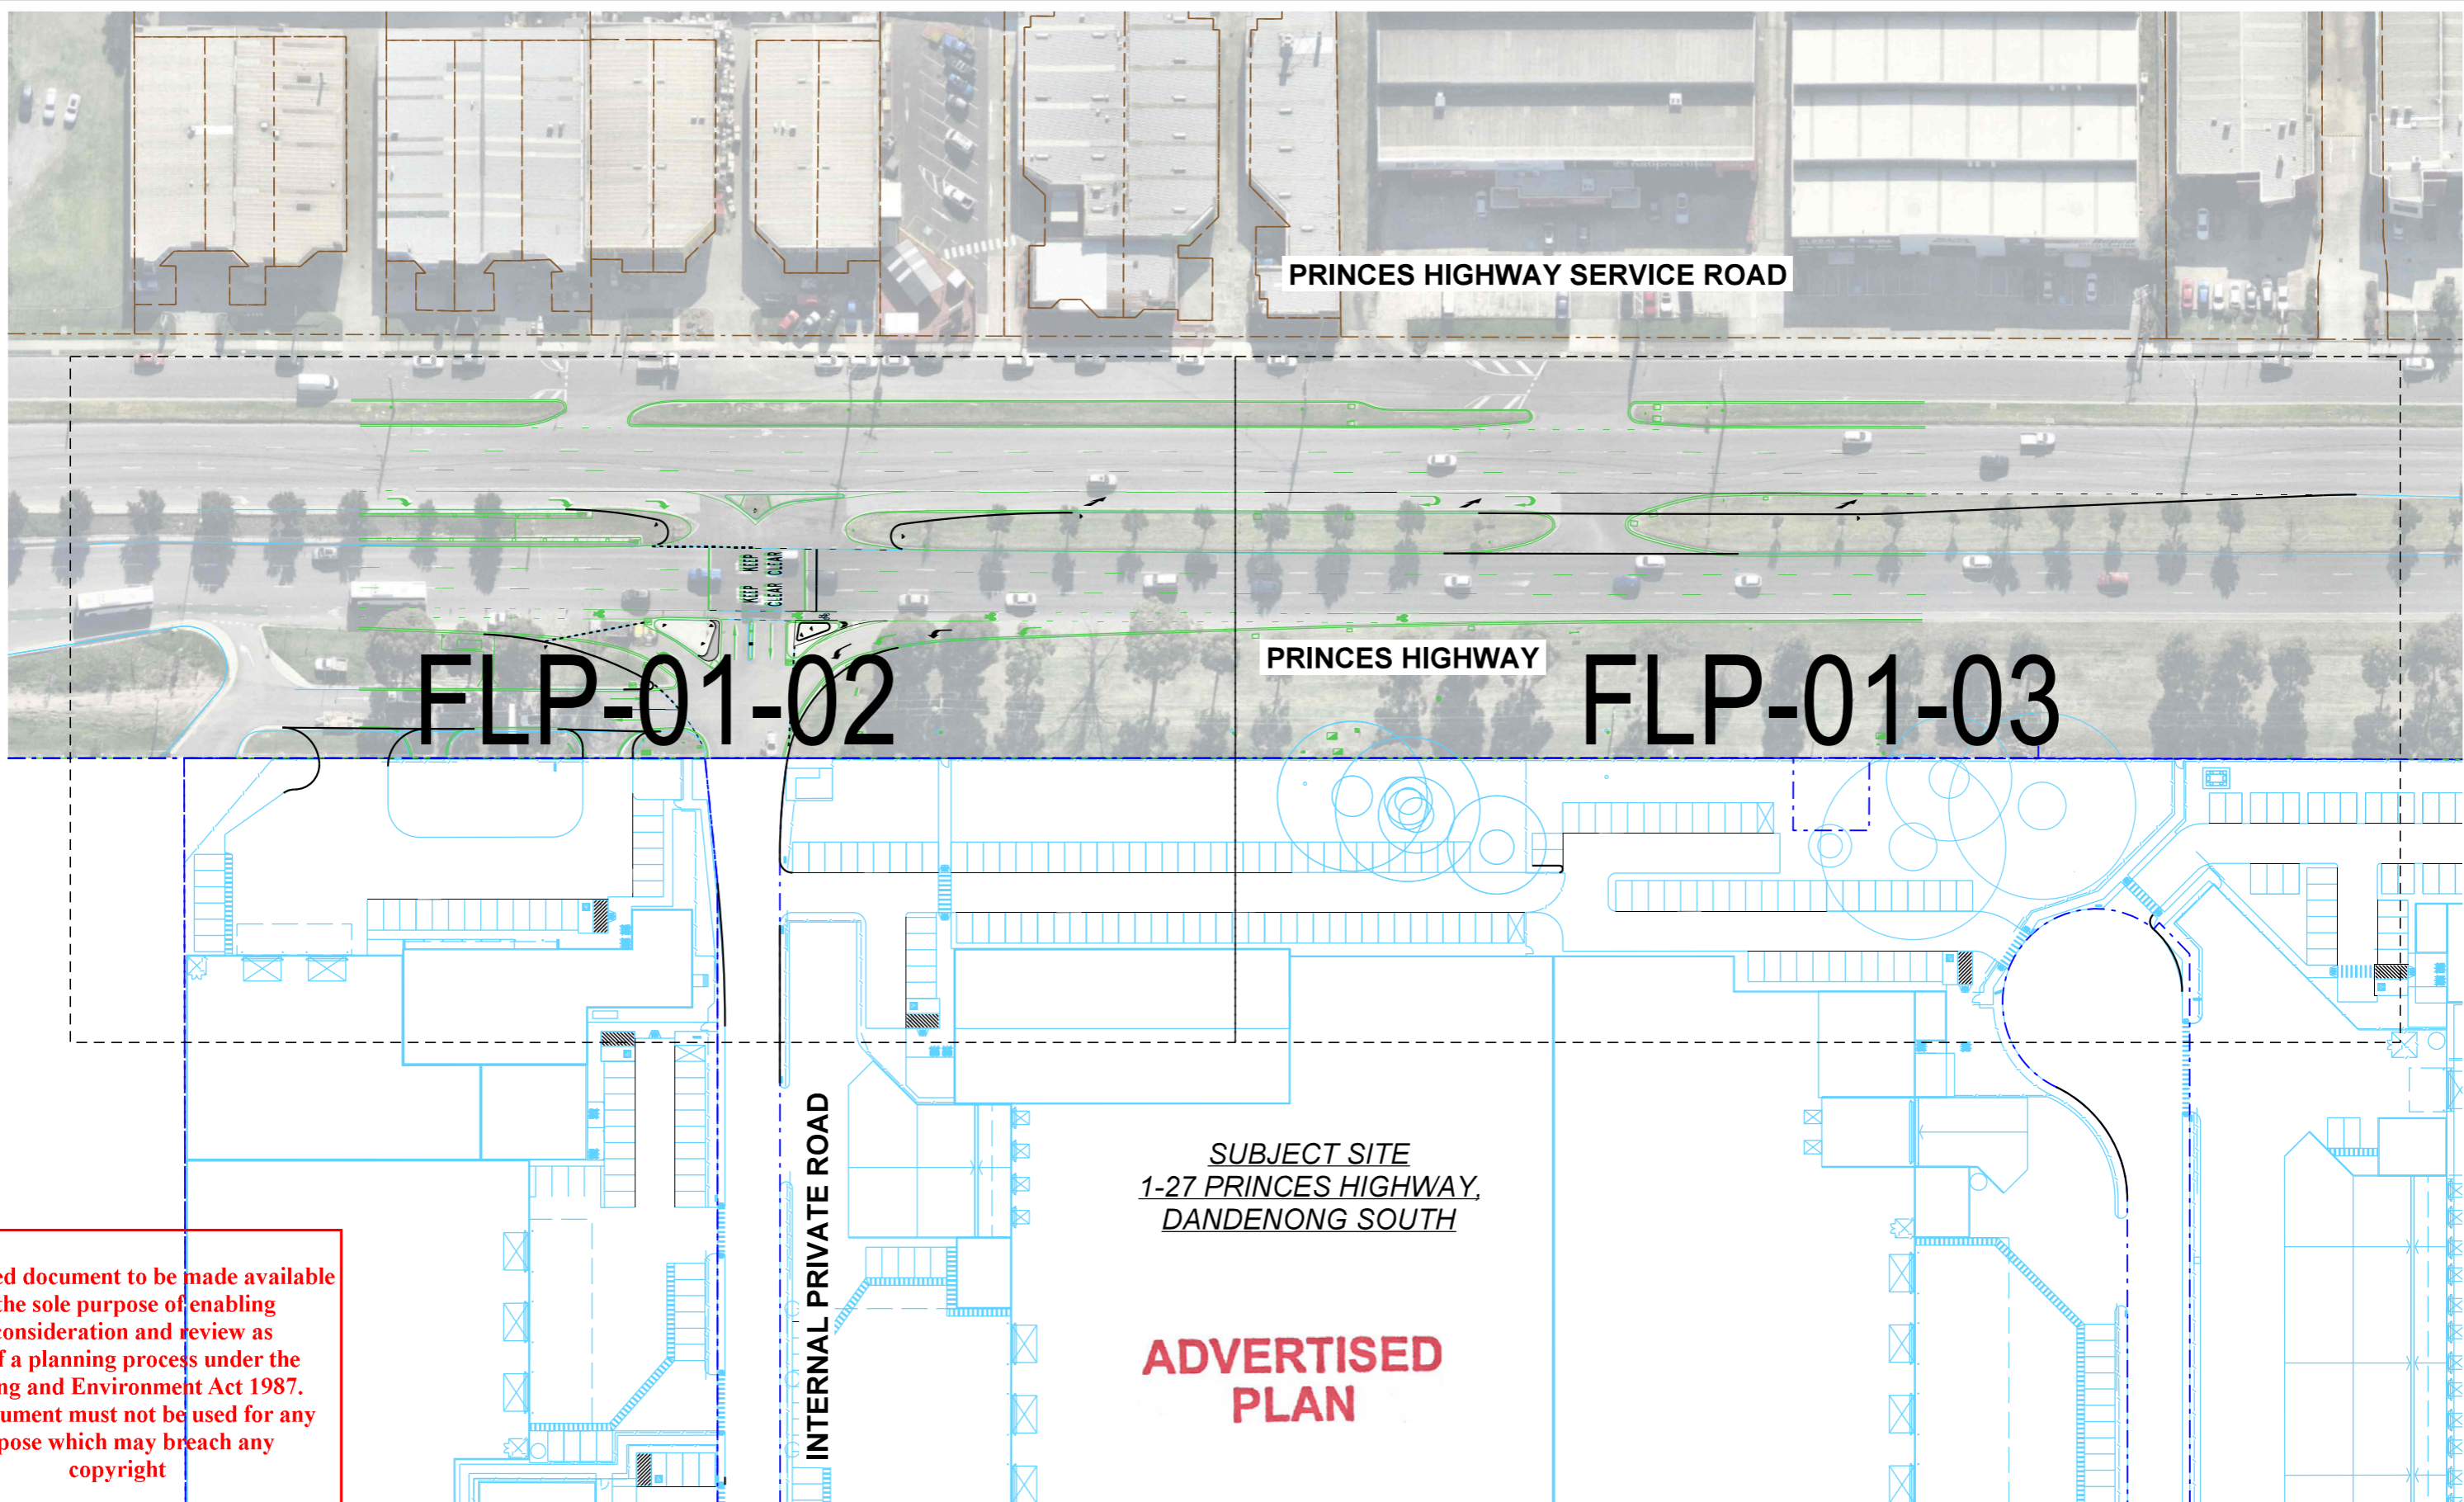 PRINCES HIGHWAY SERVICE ROAD
KEEP KEEP
CLEAR CLEAR
PRINCES HIGHWAY
FLP-01-02
FLP-01-03
INTERNAL PRIVATE ROAD
SUBJECT SITE
1-27 PRINCES HIGHWAY,
DANDENONG SOUTH
ADVERTISED
PLAN
ed document to be made available
the sole purpose of enabling
onsideration and review as
f a planning process under the
ng and Environment Act 1987.
ument must not be used for any
pose which may breach any
copyright